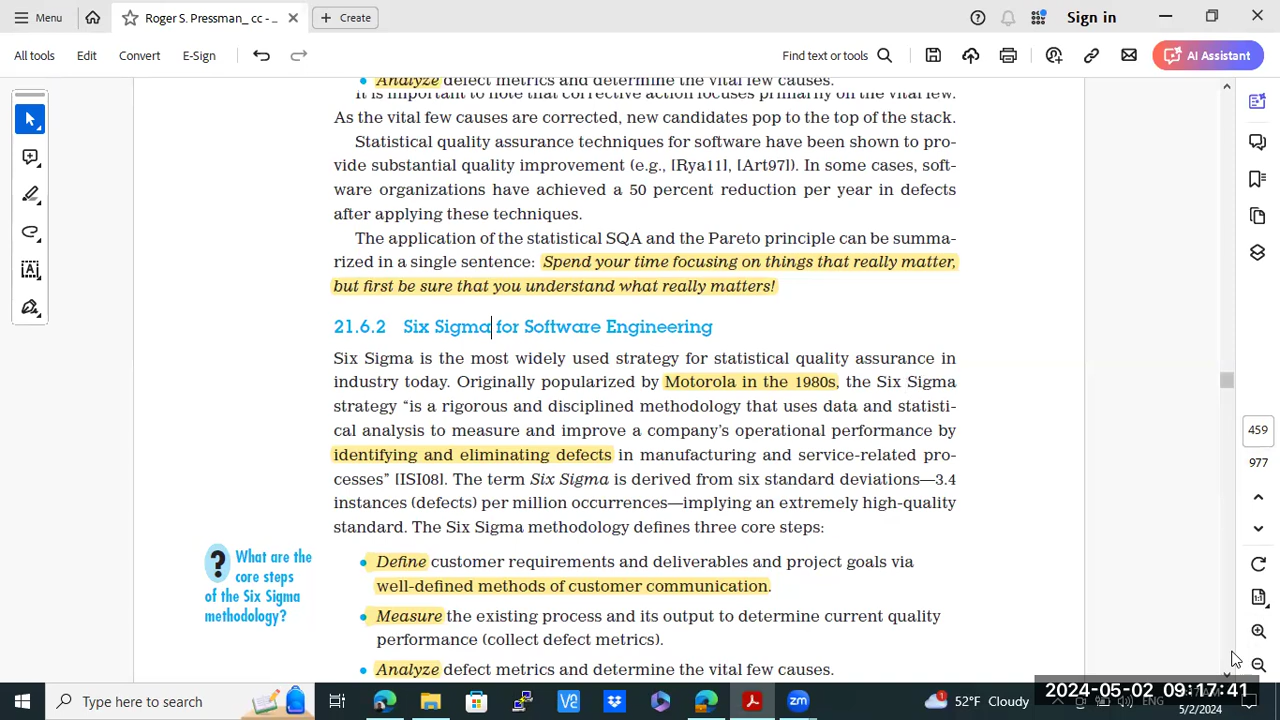 Menu
Roger S. Pressman_ cc - ...
Create
Sign in
All tools
Edit
Convert
E-Sign
Find text or tools
AI Assistant
• Analyze defect metrics and determine the vital few causes.
It is important to note that corrective action focuses primarily on the vital few.
As the vital few causes are corrected, new candidates pop to the top of the stack.
Statistical quality assurance techniques for software have been shown to pro-
vide substantial quality improvement (e.g., [Rya11], [Art97]). In some cases, soft-
ware organizations have achieved a 50 percent reduction per year in defects
after applying these techniques.
The application of the statistical SQA and the Pareto principle can be summa-
rized in a single sentence: Spend your time focusing on things that really matter,
but first be sure that you understand what really matters!
21.6.2 Six Sigma for Software Engineering
Six Sigma is the most widely used strategy for statistical quality assurance in
industry today. Originally popularized by Motorola in the 1980s, the Six Sigma
strategy “is a rigorous and disciplined methodology that uses data and statisti-
cal analysis to measure and improve a company’s operational performance by
identifying and eliminating defects in manufacturing and service-related pro-
cesses” [ISI08]. The term Six Sigma is derived from six standard deviations—3.4
instances (defects) per million occurrences—implying an extremely high-quality
standard. The Six Sigma methodology defines three core steps:
? What are the
core steps
of the Six Sigma
methodology?
• Define customer requirements and deliverables and project goals via
well-defined methods of customer communication.
• Measure the existing process and its output to determine current quality
performance (collect defect metrics).
• Analyze defect metrics and determine the vital few causes.
459
977
Type here to search
52°F Cloudy
2024-05-02 09:17:41
5/2/2024